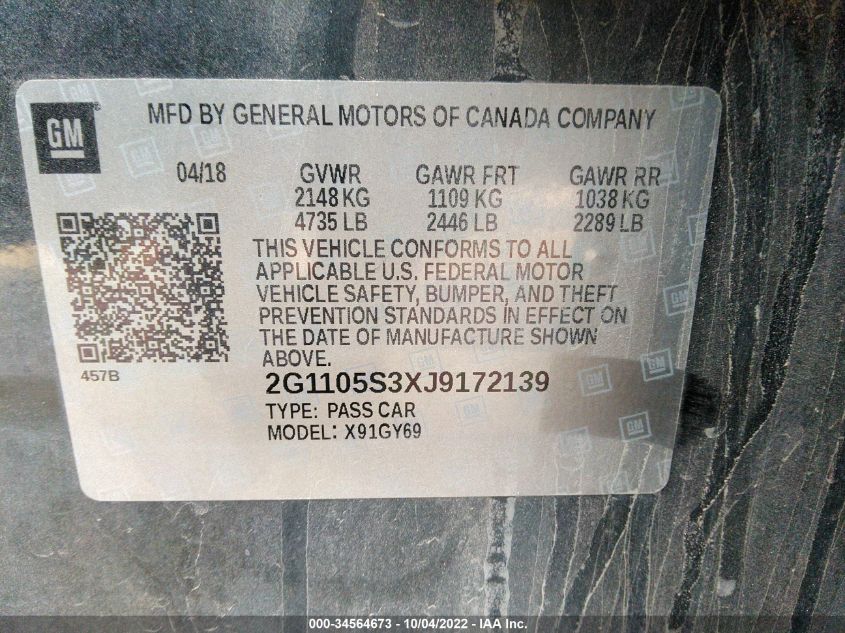 GM
MFD BY GENERAL MOTORS OF CANADA COMPANY
04/18 GVWR GAWR FRT GAWR RR
2148 KG 1109 KG 1038 KG
4735 LB 2446 LB 2289 LB
THIS VEHICLE CONFORMS TO ALL
APPLICABLE U.S. FEDERAL MOTOR
VEHICLE SAFETY, BUMPER, AND THEFT
PREVENTION STANDARDS IN EFFECT ON
THE DATE OF MANUFACTURE SHOWN
ABOVE.
457B
2G1105S3XJ9172139
TYPE: PASS CAR
MODEL: X91GY69
000-34564673 - 10/04/2022 - IAA Inc.